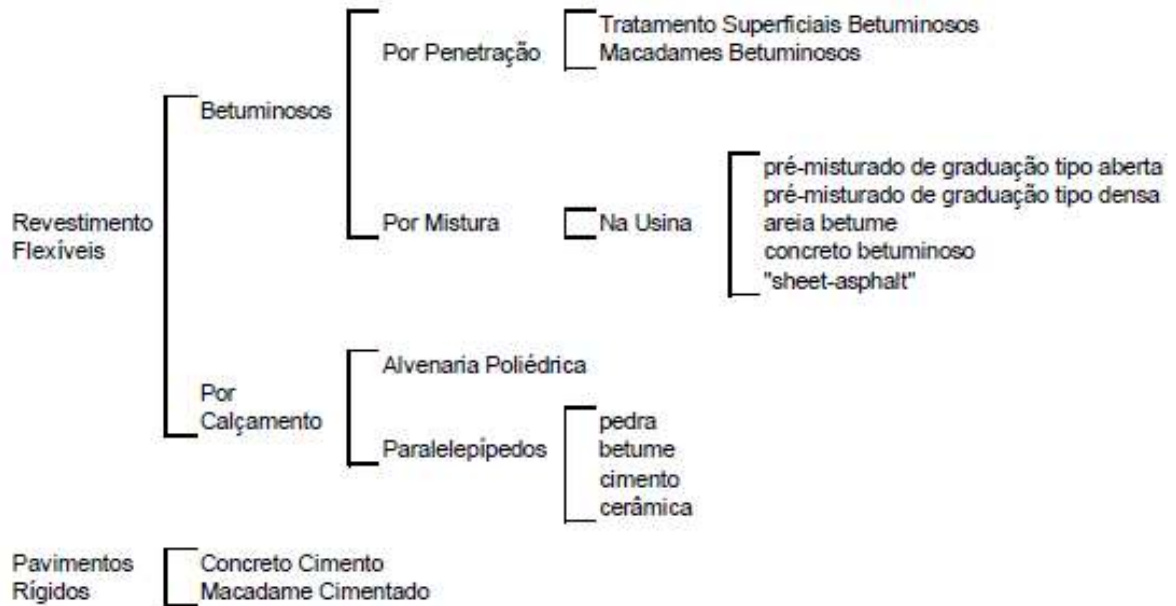 Tratamento Superficiais Betuminosos
Por Penetração
Macadames Betuminosos
Betuminosos
pré-misturado de graduação tipo aberta
pré-misturado de graduação tipo densa
Revestimento
Flexíveis
Por Mistura
Na Usina
areia betume
concreto betuminoso
"sheet-asphalt"
Alvenaria Poliédrica
Por
Calçamento
Paralelepípedos
pedra
betume
cimento
cerâmica
Pavimentos
Rígidos
Concreto Cimento
Macadame Cimentado